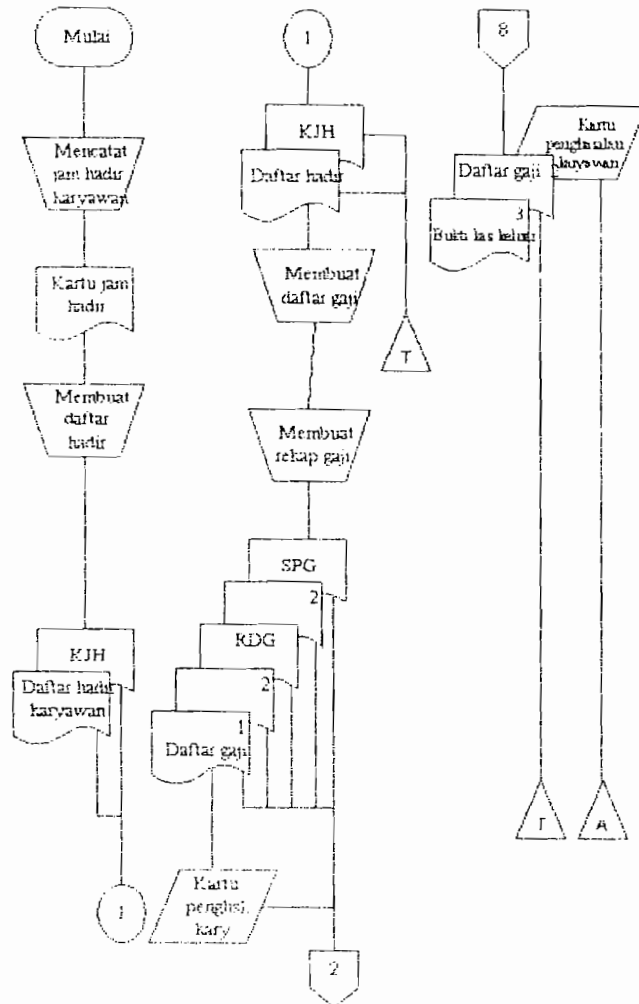 Mulai
Mencatat
jam hadir
karyawan
Kartu jam
hadir
Membuat
daftar
hadir
KJH
Daftar hadir
karyawan
1
1
KJH
Daftar hadir
T
Membuat
daftar gaji
Membuat
rekap gaji
SPG
2
RDG
2
1
Daftar gaji
Kartu
kary
2
8
Kartu
karyawan
2
Daftar gaji
3
Bukti kas keluar
T
A